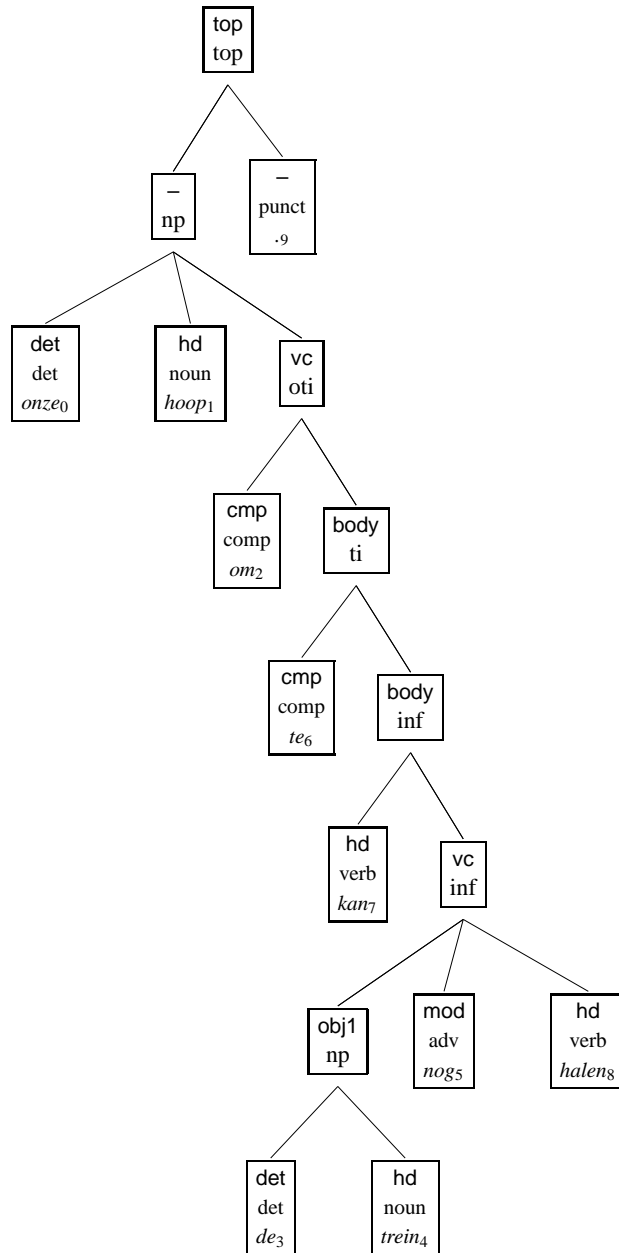 top
top
–
np
–
punct
.9
det
det
onze0
hd
noun
hoop1
vc
oti
cmp
comp
om2
body
ti
cmp
comp
te6
body
inf
hd
verb
kan7
vc
inf
obj1
np
mod
adv
nog5
hd
verb
halen8
det
det
de3
hd
noun
trein4